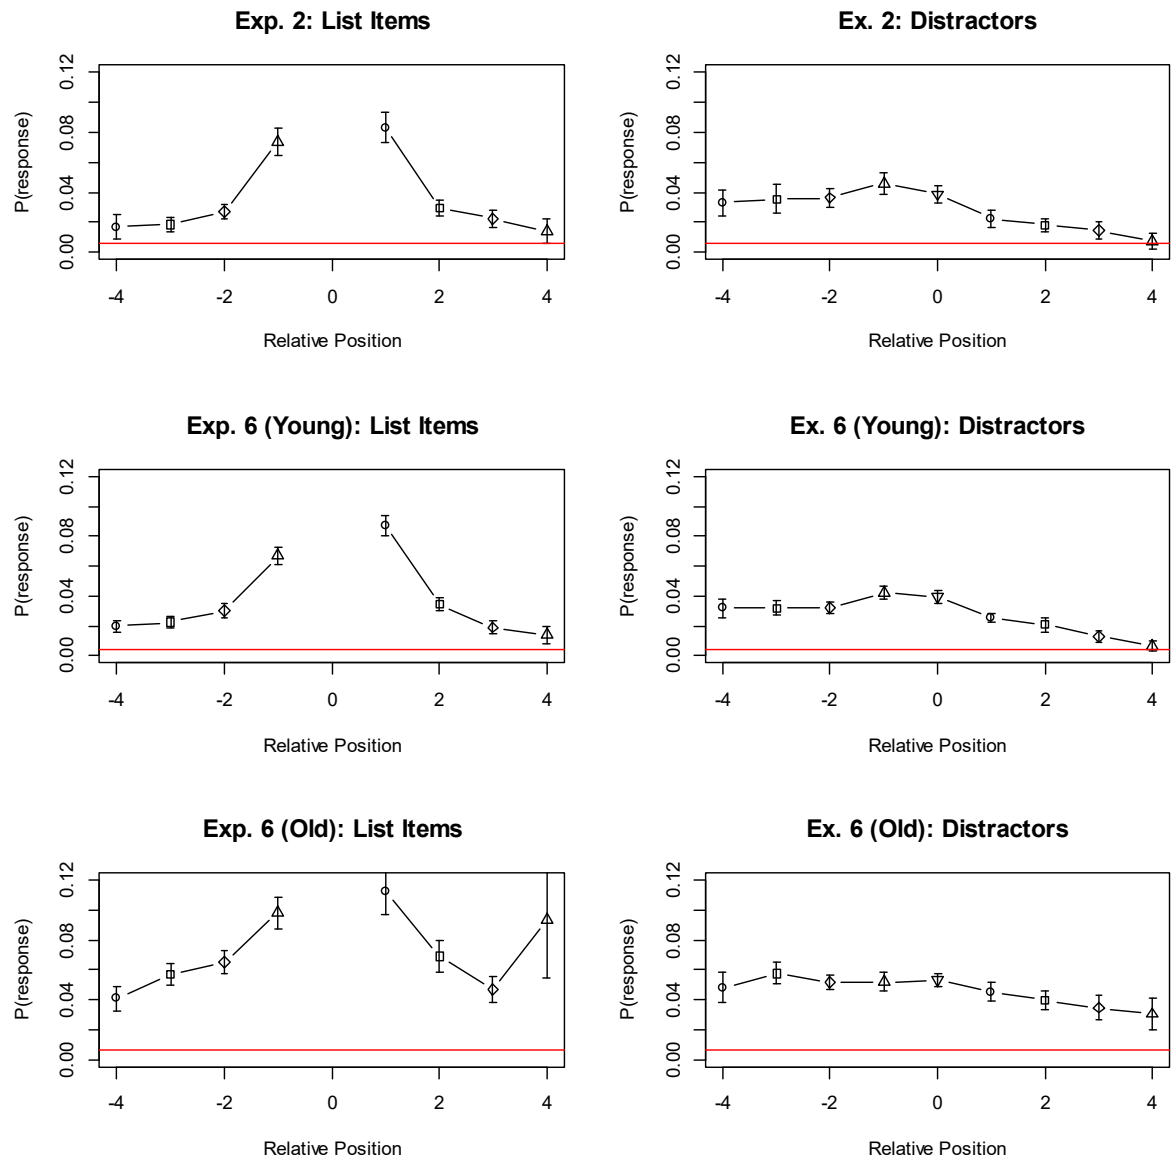 Exp. 2: List Items
P(response)
0.12
0.08
0.04
0.00
-4 -2 0 2 4
Relative Position
Ex. 2: Distractors
P(response)
0.12
0.08
0.04
0.00
-4 -2 0 2 4
Relative Position
Exp. 6 (Young): List Items
P(response)
0.12
0.08
0.04
0.00
-4 -2 0 2 4
Relative Position
Ex. 6 (Young): Distractors
P(response)
0.12
0.08
0.04
0.00
-4 -2 0 2 4
Relative Position
Exp. 6 (Old): List Items
P(response)
0.12
0.08
0.04
0.00
-4 -2 0 2 4
Relative Position
Ex. 6 (Old): Distractors
P(response)
0.12
0.08
0.04
0.00
-4 -2 0 2 4
Relative Position